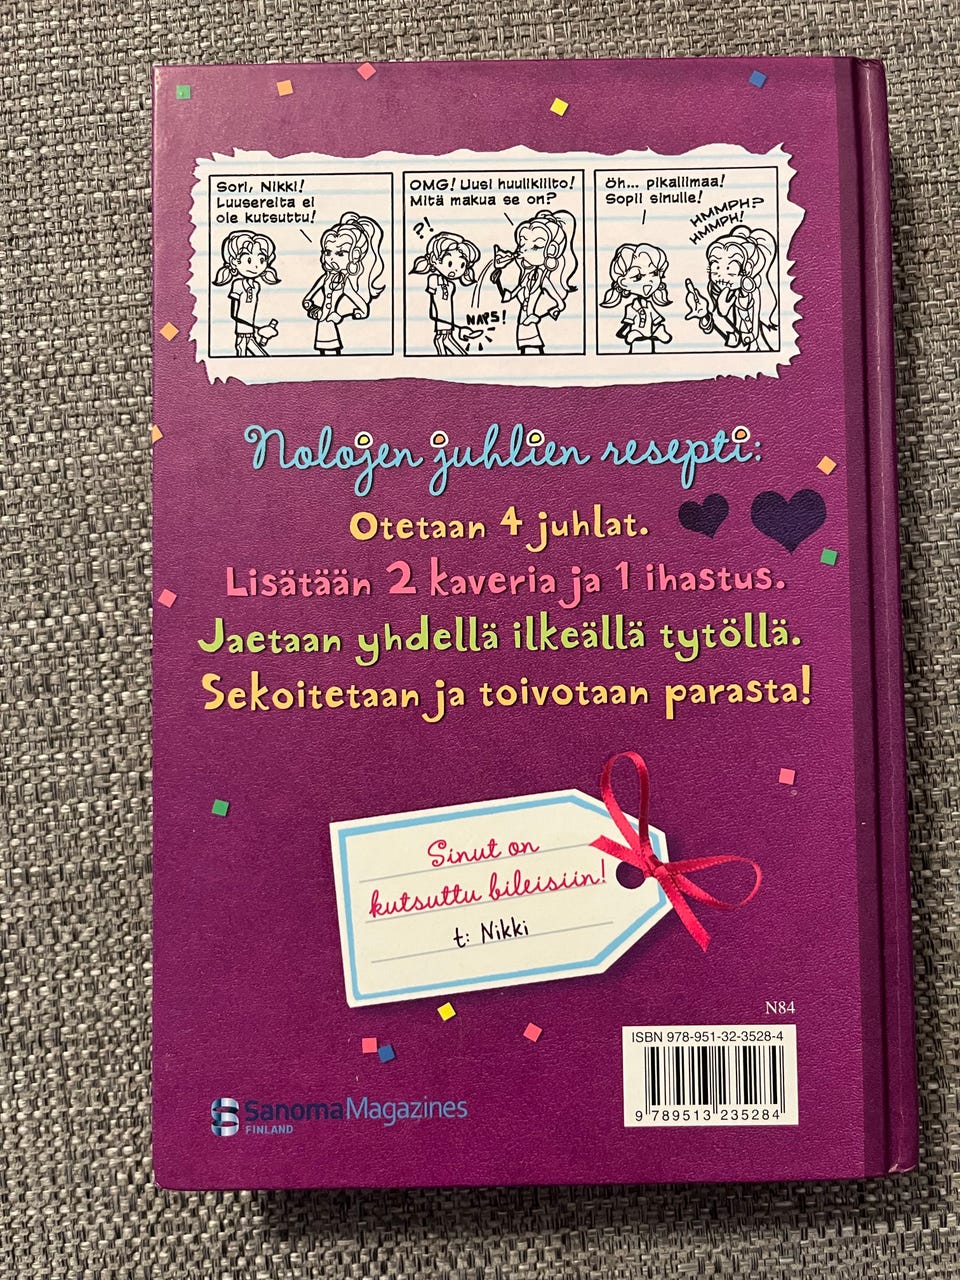 Sori, Nikki!
Luusereita ei
ole kutsuttu!
OMG! Uusi huulikiilto!
Mitä makua se on?
?!
NAPS!
Öh... pikaliimaa!
Sopii sinulle!
HMMPH?
HMMPH!
Nolojen juhlien resepti:
Otetaan 4 juhlat.
Lisätään 2 kaveria ja 1 ihastus.
Jaetaan yhdellä ilkeällä tytöllä.
Sekoitetaan ja toivotaan parasta!
Sinut on
kutsuttu bileisiin!
t: Nikki
N84
ISBN 978-951-32-3528-4
9 789513 235284
SanomaMagazines
FINLAND